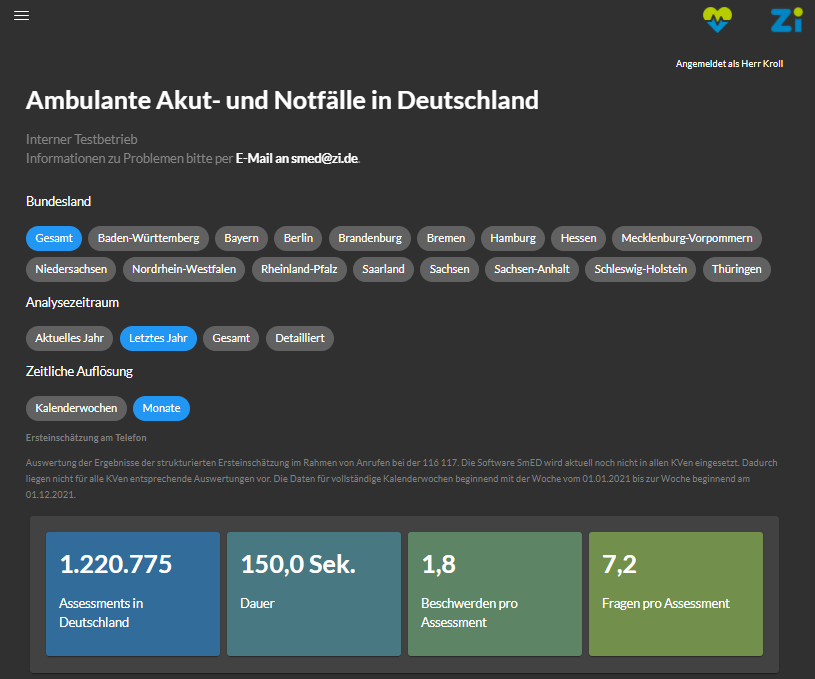 Zi
Angemeldet als Herr Kroll
Ambulante Akut- und Notfälle in Deutschland
Interner Testbetrieb
Informationen zu Problemen bitte per E-Mail an smed@zi.de.
Bundesland
Gesamt Baden-Württemberg Bayern Berlin Brandenburg Bremen Hamburg Hessen Mecklenburg-Vorpommern
Niedersachsen Nordrhein-Westfalen Rheinland-Pfalz Saarland Sachsen Sachsen-Anhalt Schleswig-Holstein Thüringen
Analysezeitraum
Aktuelles Jahr Letztes Jahr Gesamt Detailliert
Zeitliche Auflösung
Kalenderwochen Monate
Ersteinschätzung am Telefon
Auswertung der Ergebnisse der strukturierten Ersteinschätzung im Rahmen von Anrufen bei der 116 117. Die Software SmED wird aktuell noch nicht in allen KVen eingesetzt. Dadurch
liegen nicht für alle KVen entsprechende Auswertungen vor. Die Daten für vollständige Kalenderwochen beginnend mit der Woche vom 01.01.2021 bis zur Woche beginnend am
01.12.2021.
1.220.775 150,0 Sek. 1,8 7,2
Assessments in Dauer Beschwerden pro Fragen pro Assessment
Deutschland Assessment